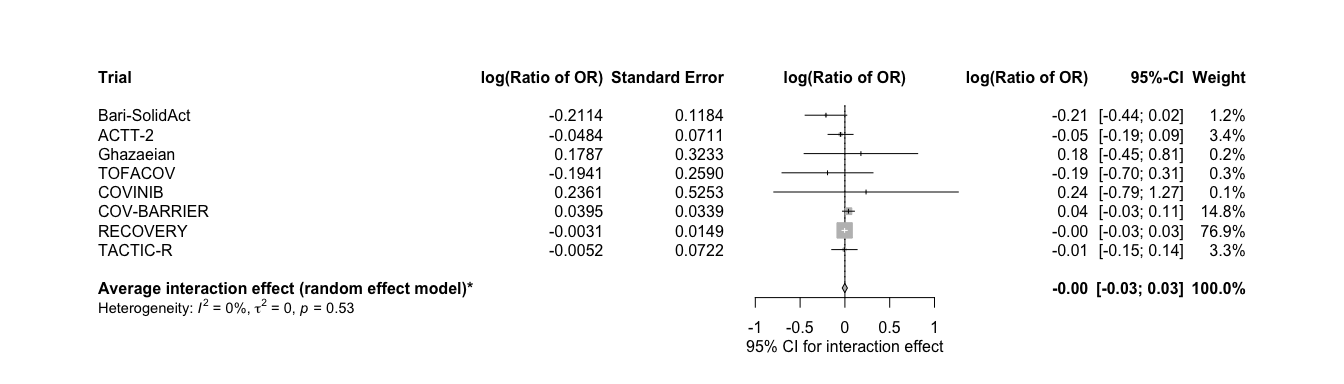 Trial log(Ratio of OR) Standard Error log(Ratio of OR) log(Ratio of OR) 95%-CI Weight
Bari-SolidAct -0.2114 0.1184 -0.21 [-0.44; 0.02] 1.2%
ACTT-2 -0.0484 0.0711 -0.05 [-0.19; 0.09] 3.4%
Ghazaeian 0.1787 0.3233 0.18 [-0.45; 0.81] 0.2%
TOFACOV -0.1941 0.2590 -0.19 [-0.70; 0.31] 0.3%
COVINIB 0.2361 0.5253 0.24 [-0.79; 1.27] 0.1%
COV-BARRIER 0.0395 0.0339 0.04 [-0.03; 0.11] 14.8%
RECOVERY -0.0031 0.0149 -0.00 [-0.03; 0.03] 76.9%
TACTIC-R -0.0052 0.0722 -0.01 [-0.15; 0.14] 3.3%
Average interaction effect (random effect model)* -0.00 [-0.03; 0.03] 100.0%
Heterogeneity: I² = 0%, τ² = 0, p = 0.53
-1 -0.5 0 0.5 1
95% CI for interaction effect